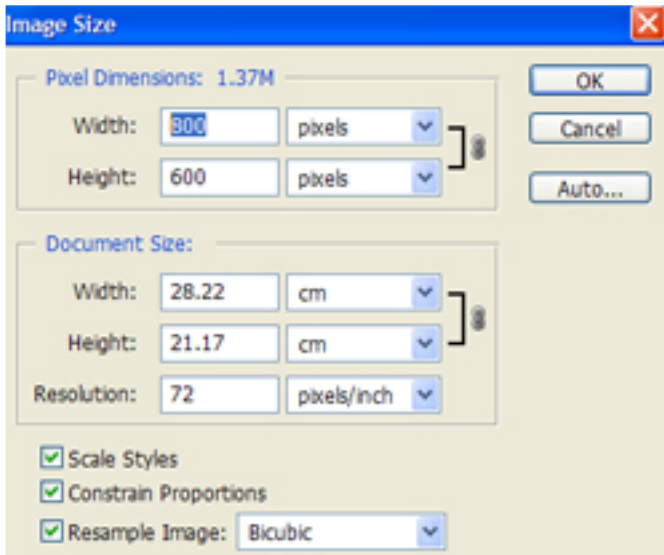 Image Size
Pixel Dimensions: 1.37M
OK
Width: 800 pixels
Cancel
Height: 600 pixels
Auto...
Document Size:
Width: 28.22 cm
Height: 21.17 cm
Resolution: 72 pixels/inch
Scale Styles
Constrain Proportions
Resample Image: Bicubic